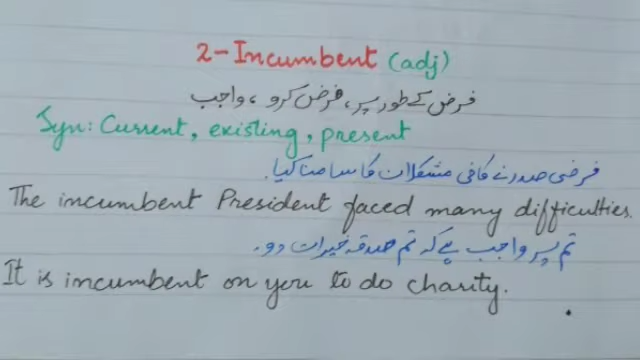 2-Incumbent (adj)
فرض کے طور پر، فرض کرو، واجب
Syn: Current, existing, present
فرضی صدر نے کافی مشکلات کا سامنا کیا۔
The incumbent President faced many difficulties.
تم پر واجب ہے کہ تم صدقہ خیرات دو۔
It is incumbent on you to do charity.